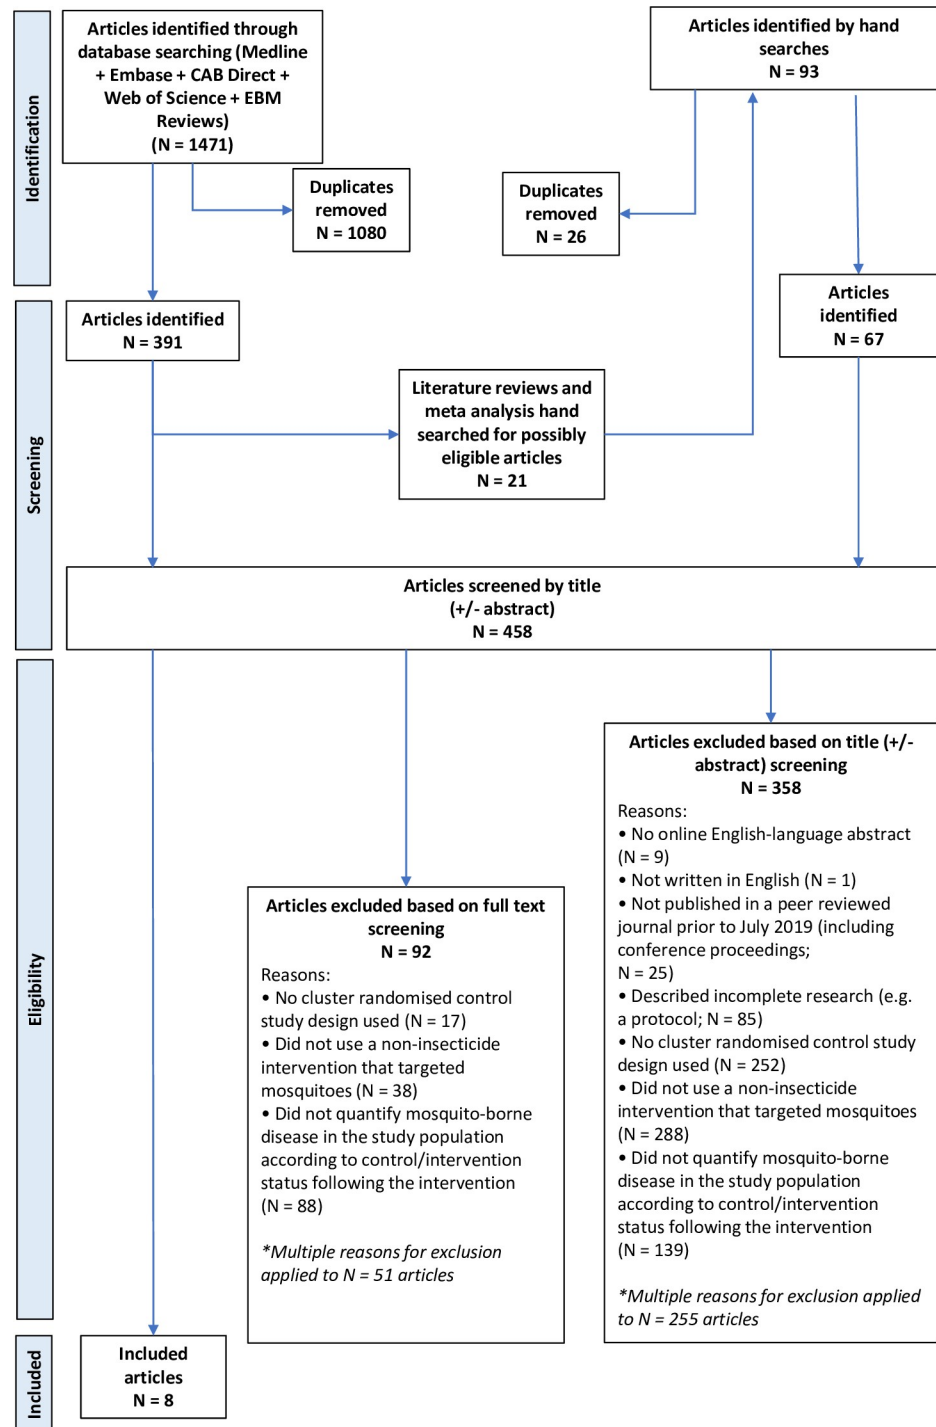 Identification
Articles identified through
database searching (Medline
+ Embase + CAB Direct +
Web of Science + EBM
Reviews)
(N = 1471)
Articles identified by hand
searches
N = 93
Duplicates
removed
N = 1080
Duplicates
removed
N = 26
Articles
identified
N = 67
Screening
Articles identified
N = 391
Literature reviews and
meta analysis hand
searched for possibly
eligible articles
N = 21
Articles screened by title
(+/- abstract)
N = 458
Eligibility
Articles excluded based on full text
screening
N = 92
Reasons:
• No cluster randomised control
study design used (N = 17)
• Did not use a non-insecticide
intervention that targeted
mosquitoes (N = 38)
• Did not quantify mosquito-borne
disease in the study population
according to control/intervention
status following the intervention
(N = 88)
*Multiple reasons for exclusion
applied to N = 51 articles
Articles excluded based on title (+/-
abstract) screening
N = 358
Reasons:
• No online English-language abstract
(N = 9)
• Not written in English (N = 1)
• Not published in a peer reviewed
journal prior to July 2019 (including
conference proceedings;
N = 25)
• Described incomplete research (e.g.
a protocol; N = 85)
• No cluster randomised control study
design used (N = 252)
• Did not use a non-insecticide
intervention that targeted mosquitoes
(N = 288)
• Did not quantify mosquito-borne
disease in the study population
according to control/intervention
status following the intervention
(N = 139)
*Multiple reasons for exclusion applied
to N = 255 articles
Included
Included
articles
N = 8